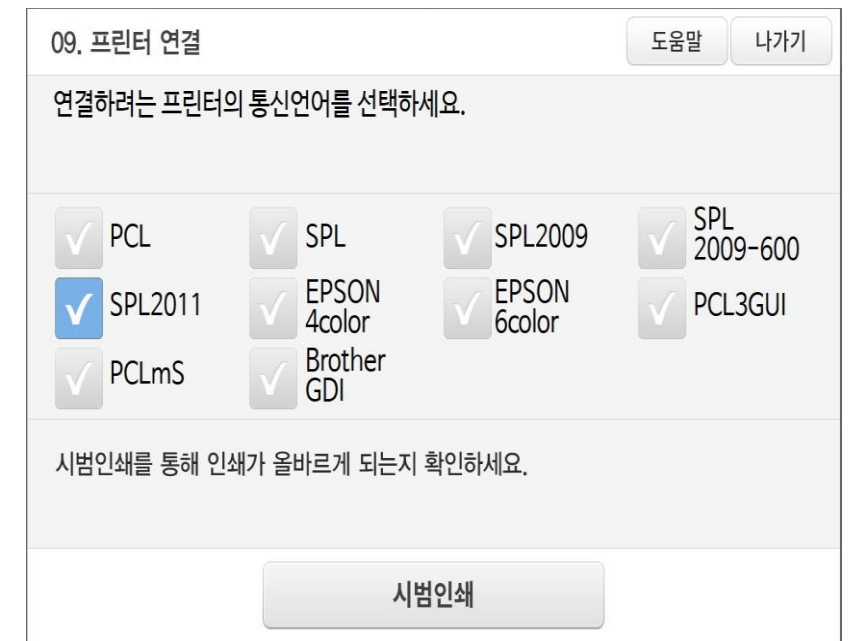 09. 프린터 연결
도움말
나가기
연결하려는 프린터의 통신언어를 선택하세요.
PCL
SPL
SPL2009
SPL
2009-600
SPL2011
EPSON
4color
EPSON
6color
PCL3GUI
PCLmS
Brother
GDI
시범인쇄를 통해 인쇄가 올바르게 되는지 확인하세요.
시범인쇄